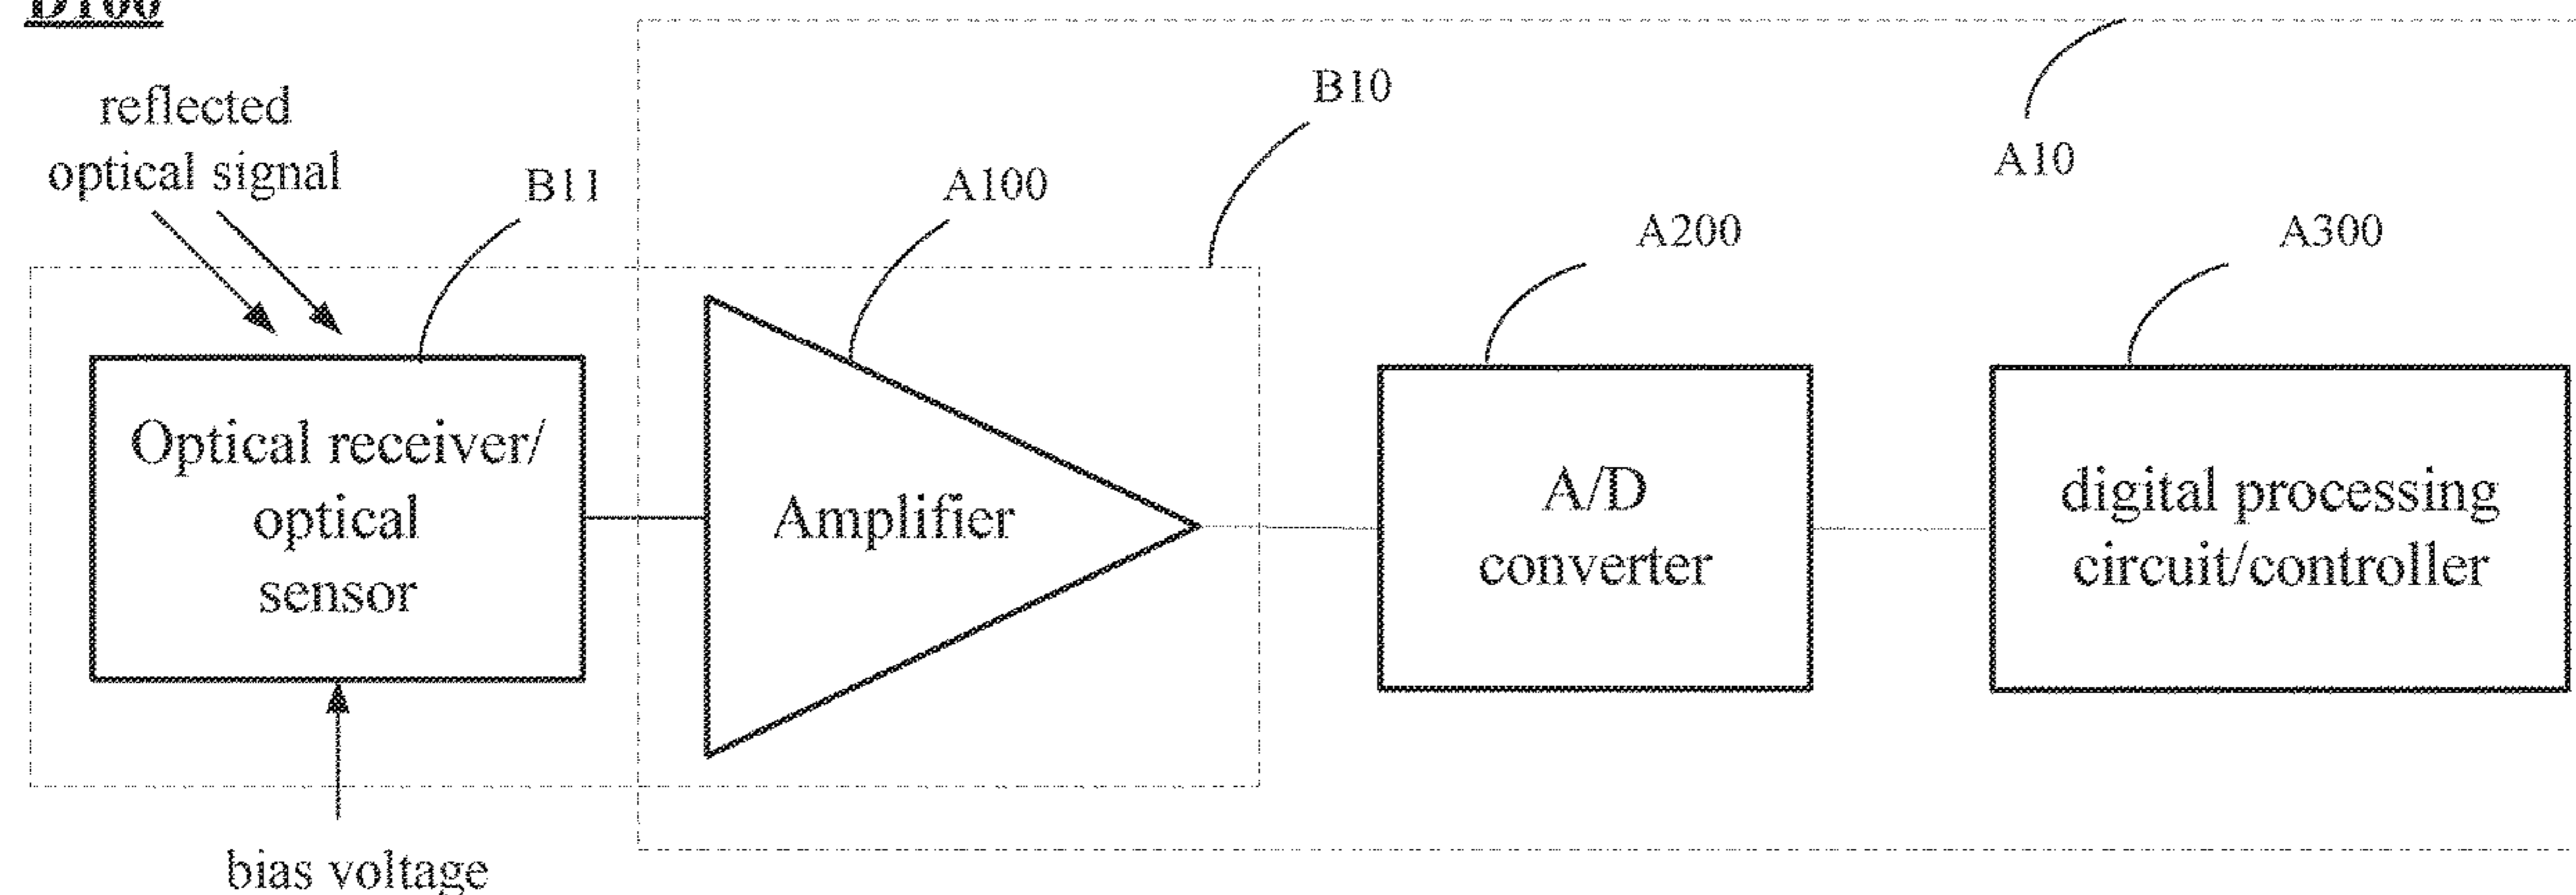 D100
reflected
optical signal
B11
A100
B10
A10
A200
A300
Optical receiver/
optical
sensor
Amplifier
A/D
converter
digital processing
circuit/controller
bias voltage